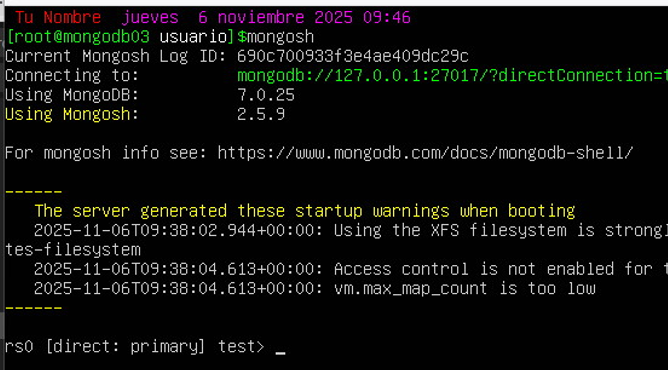 Tu Nombre jueves 6 noviembre 2025 09:46
[root@mongodb03 usuario]$mongosh
Current Mongosh Log ID: 690c700933f3e4ae409dc29c
Connecting to: mongodb://127.0.0.1:27017/?directConnection=t
Using MongoDB: 7.0.25
Using Mongosh: 2.5.9
For mongosh info see: https://www.mongodb.com/docs/mongodb-shell/
------
The server generated these startup warnings when booting
2025-11-06T09:38:02.944+00:00: Using the XFS filesystem is strongl
tes-filesystem
2025-11-06T09:38:04.613+00:00: Access control is not enabled for t
2025-11-06T09:38:04.613+00:00: vm.max_map_count is too low
------
rs0 [direct: primary] test> _